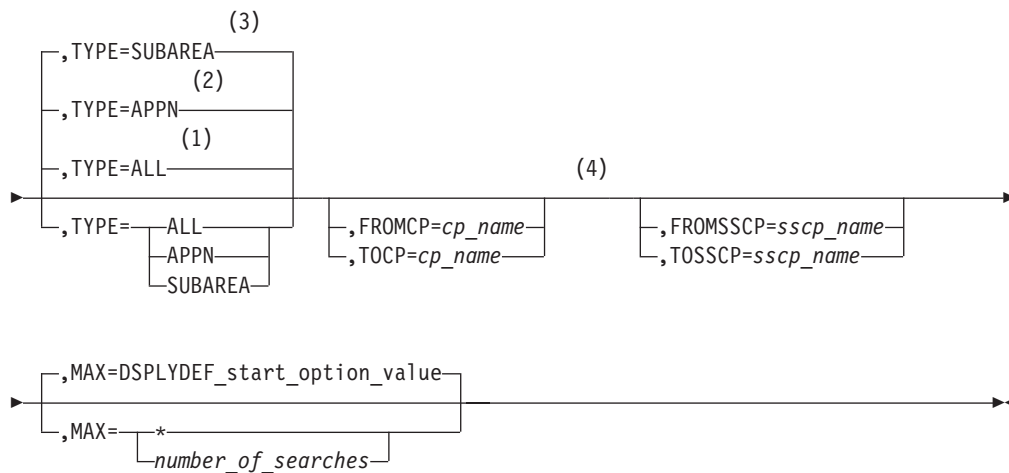 (3)
,TYPE=SUBAREA
(2)
,TYPE=APPN
(1)
,TYPE=ALL
(4)
,TYPE= ALL
APPN
SUBAREA
,FROMCP=cp_name
,TOCP=cp_name
,FROMSSCP=sscp_name
,TOSSCP=sscp_name
,MAX=DSPLYDEF_start_option_value
,MAX= *
number_of_searches